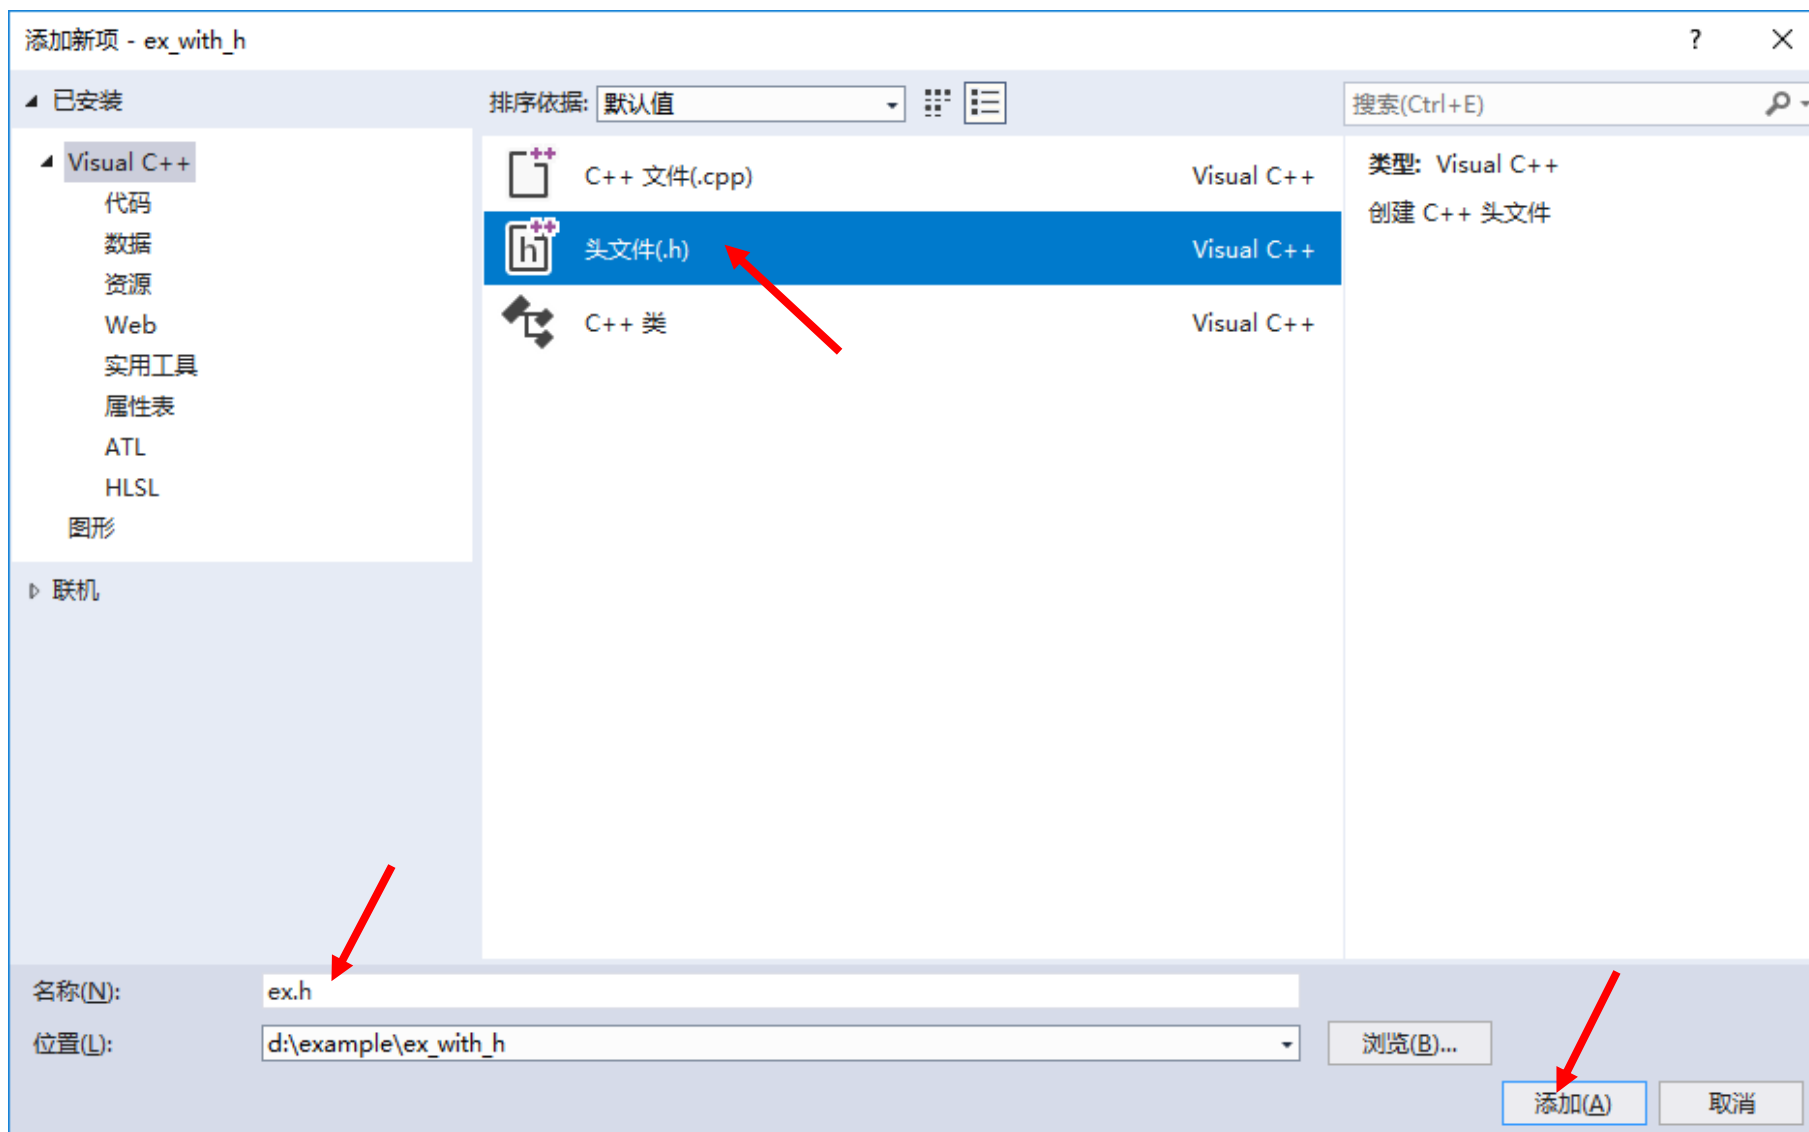 添加新项 - ex_with_h
?
已安装
排序依据: 默认值
搜索(Ctrl+E)
Visual C++
代码
数据
资源
Web
实用工具
属性表
ATL
HLSL
图形
联机
C++ 文件(.cpp) Visual C++
头文件(.h) Visual C++
C++ 类 Visual C++
类型: Visual C++
创建 C++ 头文件
名称(N): ex.h
位置(L): d:\example\ex_with_h
浏览(B)...
添加(A) 取消